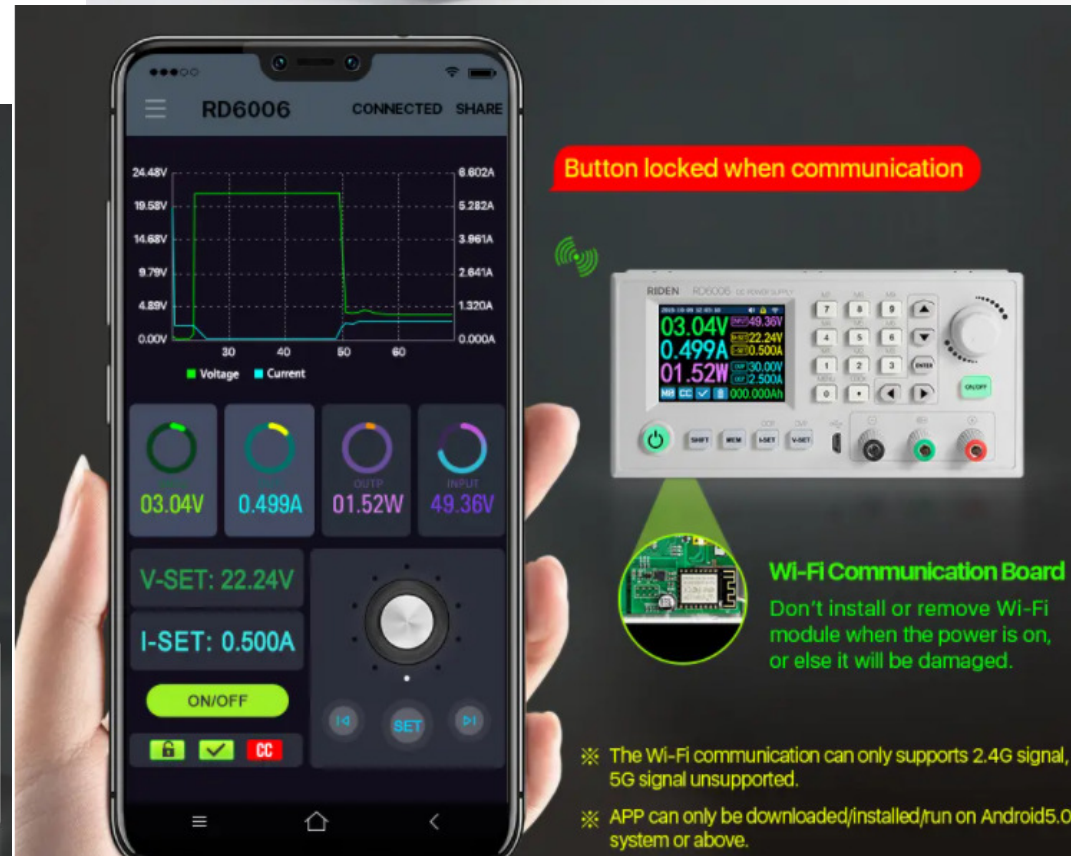 RD6006 CONNECTED SHARE
24.48V 6.602A
19.58V 5.282A
14.68V 3.961A
9.79V 2.641A
4.89V 1.320A
0.00V 0.000A
30 40 50 60
Voltage Current
OUTP INPUT
03.04V 0.499A 01.52W 49.36V
V-SET: 22.24V
I-SET: 0.500A
ON/OFF
CC
SET
Button locked when communication
RIDEN RD6006 DC POWER SUPPLY
03.04V 49.36V
22.24V
0.499A 0.500A
30.00V
01.52W 2.500A
CC 000.000Ah
7 8 9
4 5 6
1 2 3 ENTER
MENU
0 .
ON/OFF
SHIFT MEM I-SET V-SET
Wi-Fi Communication Board
Don't install or remove Wi-Fi
module when the power is on,
or else it will be damaged.
※ The Wi-Fi communication can only supports 2.4G signal,
5G signal unsupported.
※ APP can only be downloaded/installed/run on Android5.0
system or above.